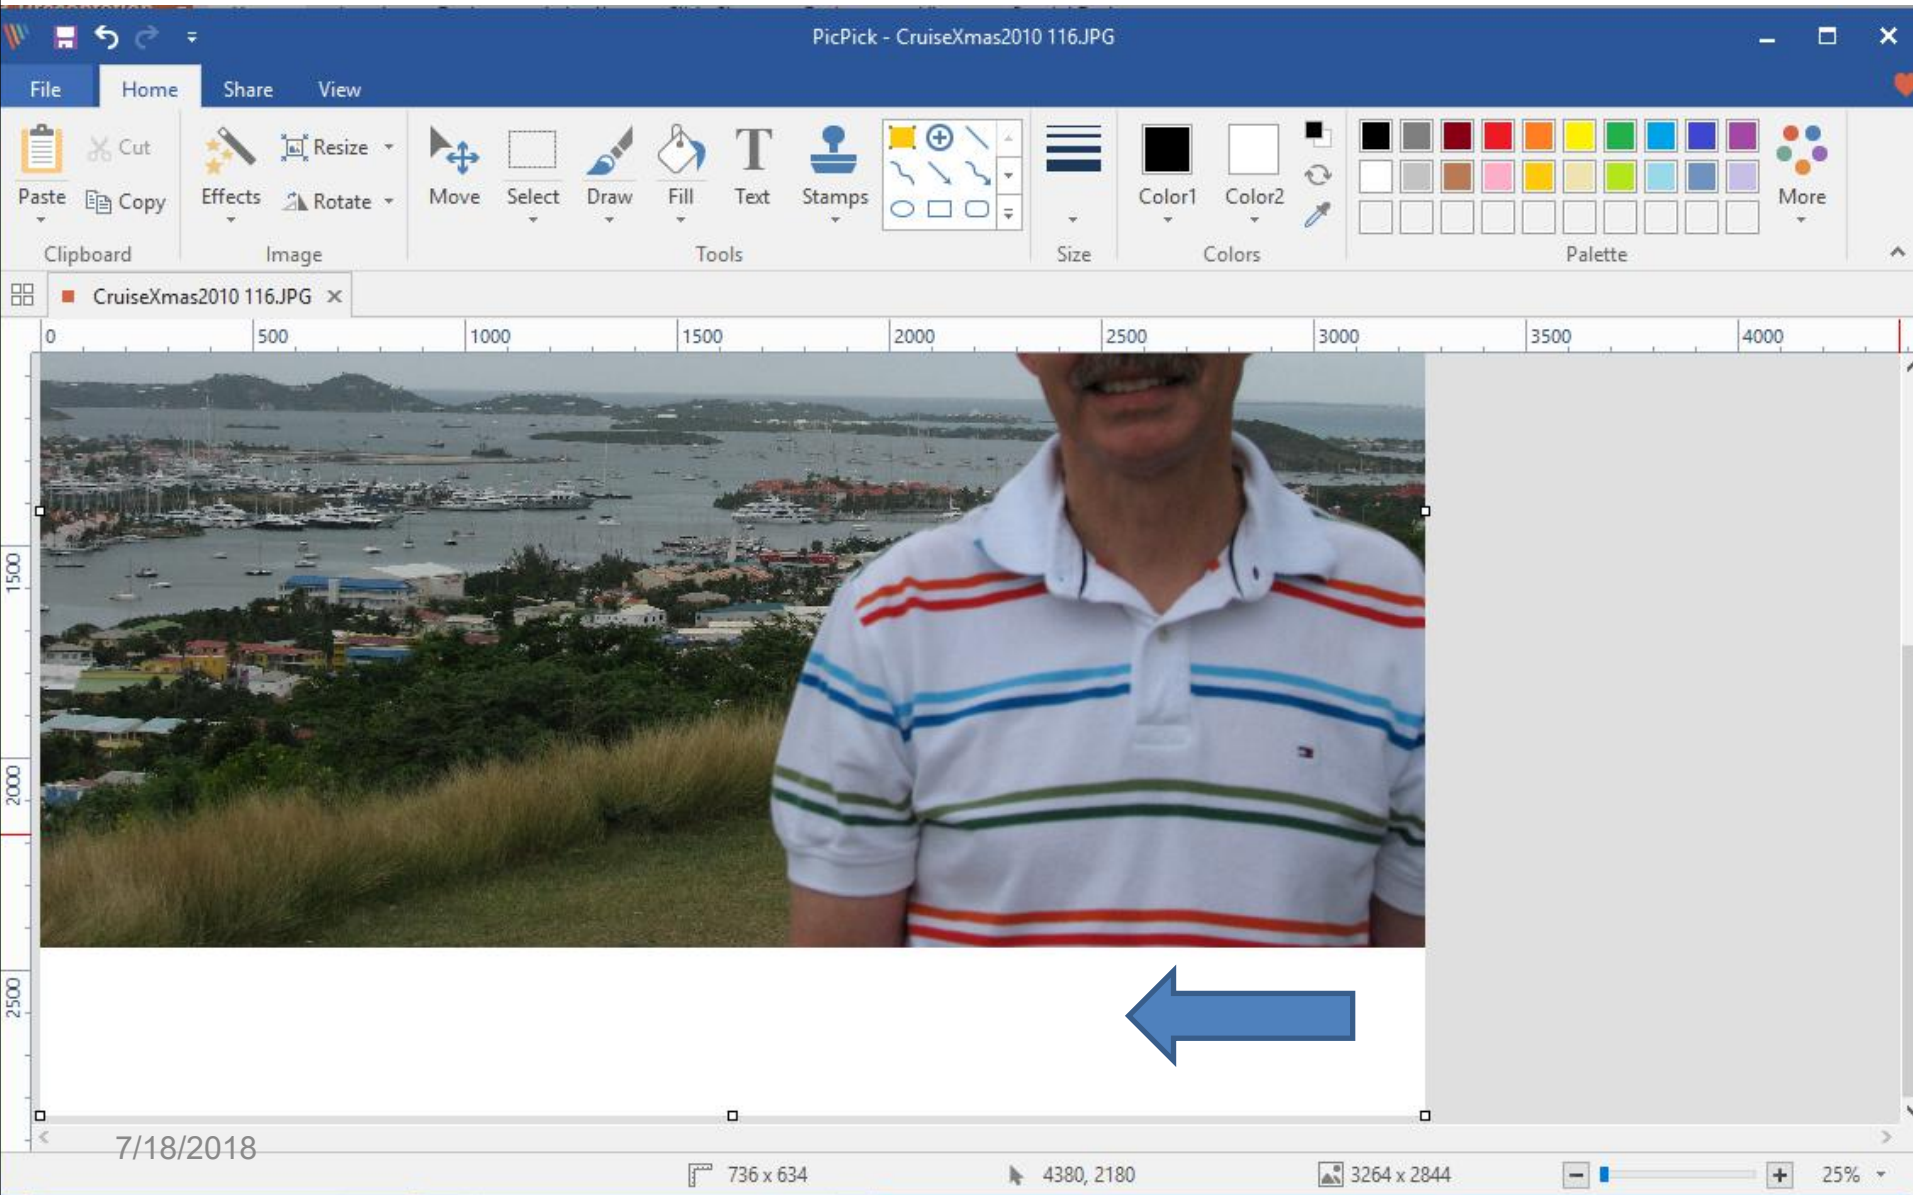 PicPick - CruiseXmas2010 116.JPG
File Home Share View
Paste Cut Copy Effects Resize Rotate Move Select Draw Fill Text Stamps Color1 Color2 More
Clipboard Image Tools Size Colors Palette
CruiseXmas2010 116.JPG
0 500 1000 1500 2000 2500 3000 3500 4000
1500
2000
2500
7/18/2018
736 x 634 4380, 2180 3264 x 2844 25%